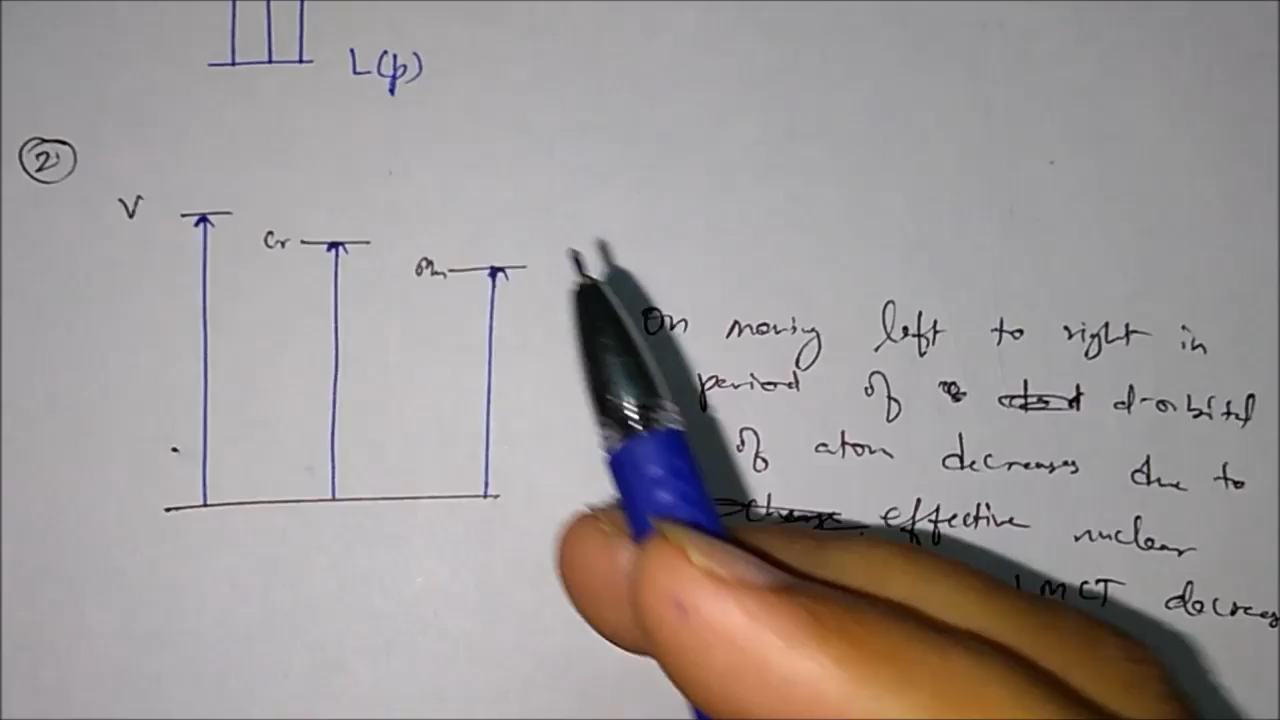 L(p)
2
V
Cr
Mn
On moving left to right in
period of d-orbital
of atom decreases due to
effective nuclear
LMCT decreases